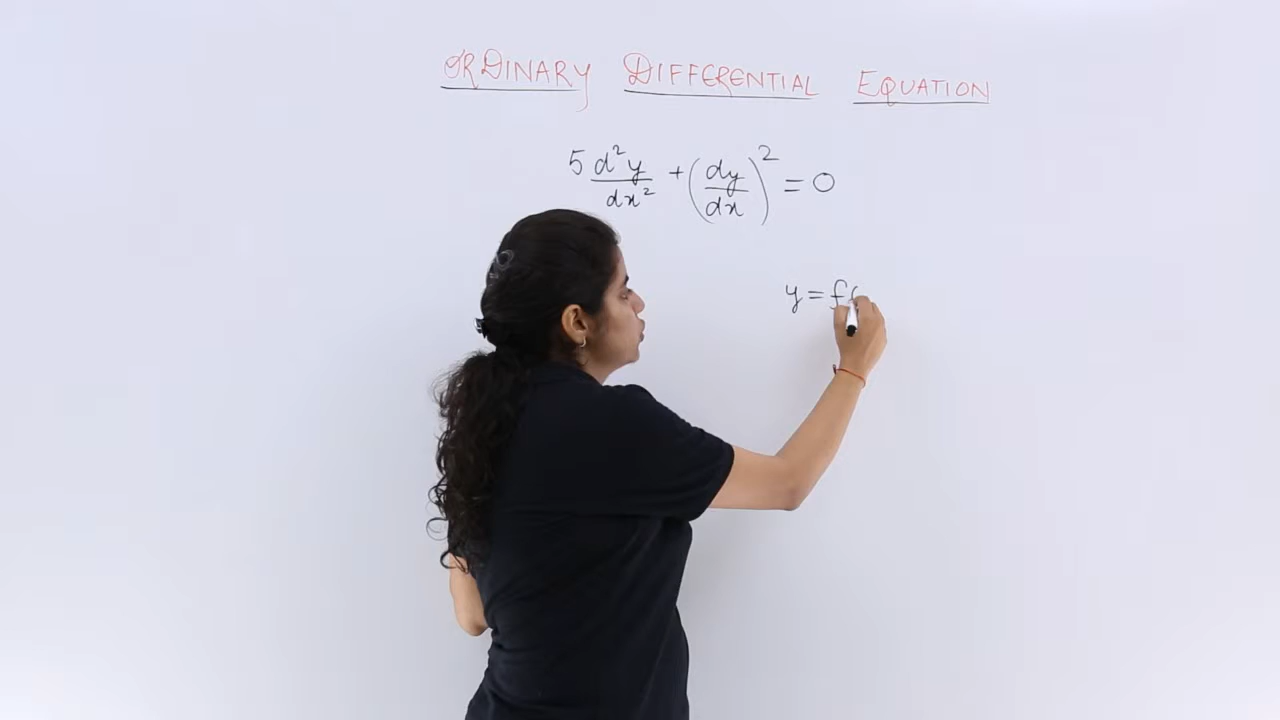 ORDINARY DIFFERENTIAL EQUATION
5 d²y/dx² + (dy/dx)² = 0
y = f(